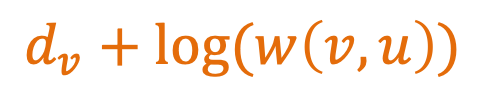 d_v + log(w(v, u))